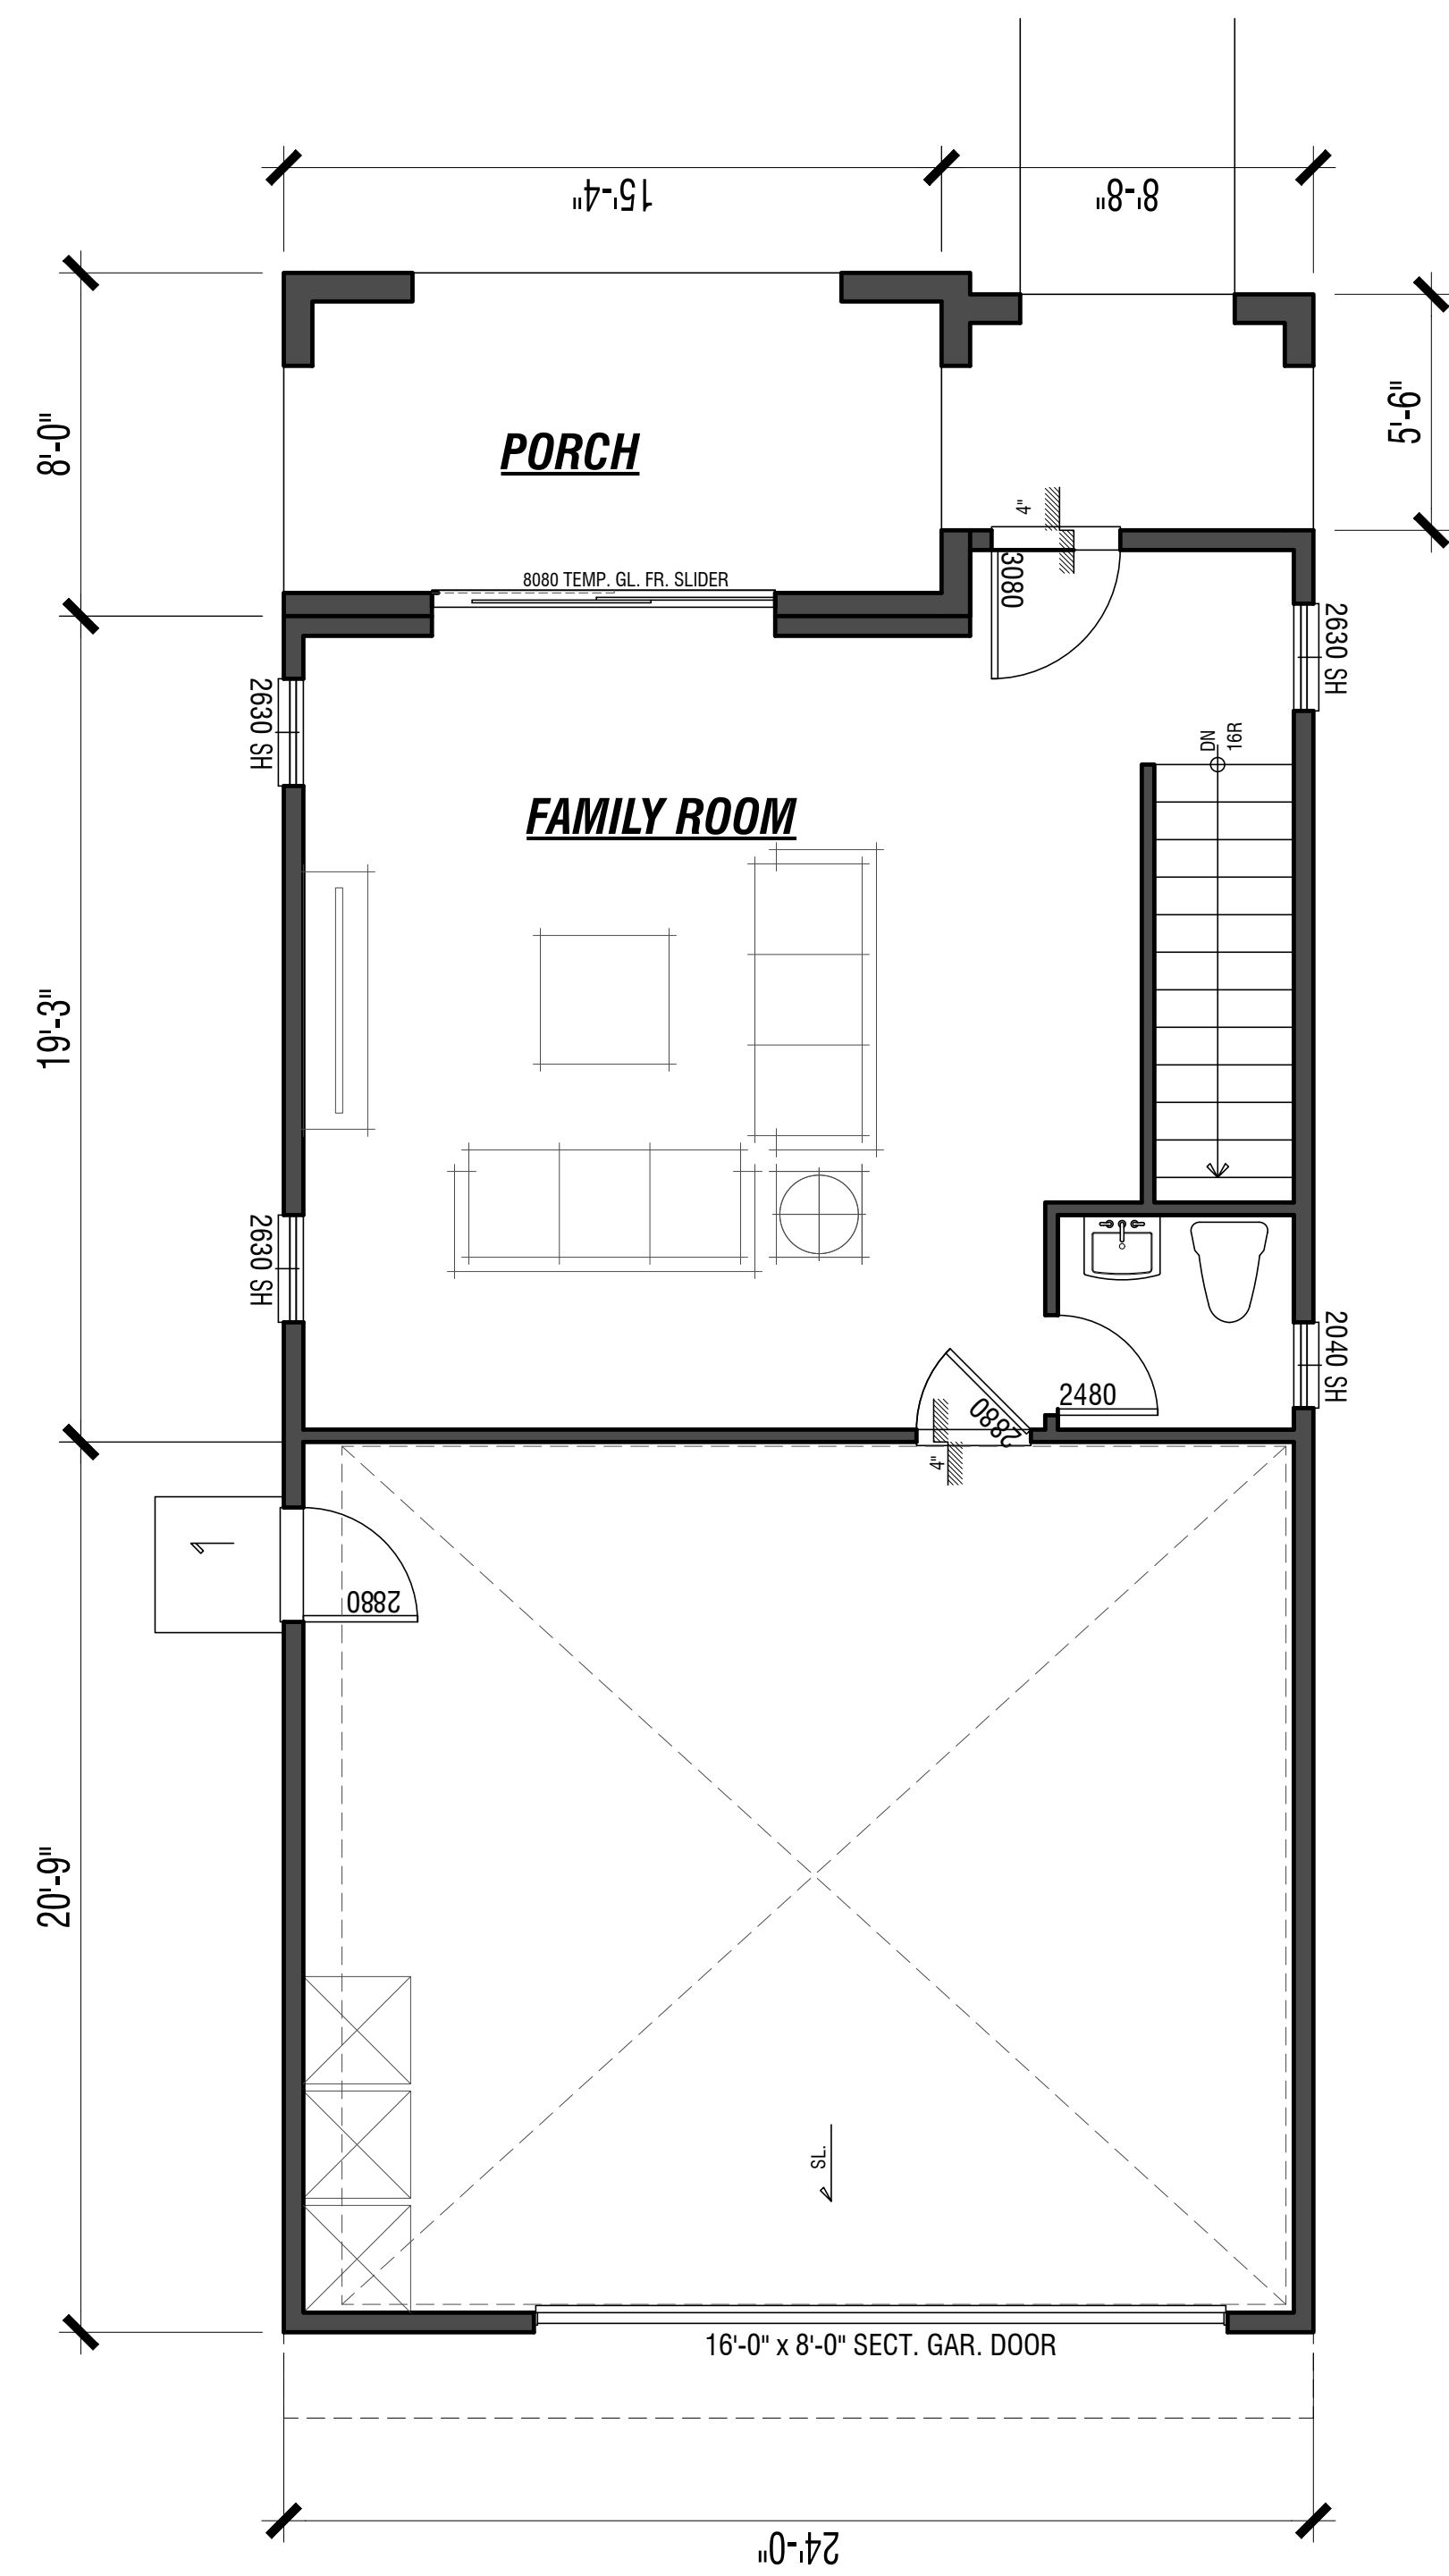 15'-4"
8'-8"
8'-0"
5'-6"
PORCH
4"
3080
8080 TEMP. GL. FR. SLIDER
2630 SH
2630 SH
DN
16R
FAMILY ROOM
19'-3"
2630 SH
2040 SH
2480
2880
4"
1
2880
20'-9"
SL.
16'-0" x 8'-0" SECT. GAR. DOOR
24'-0"